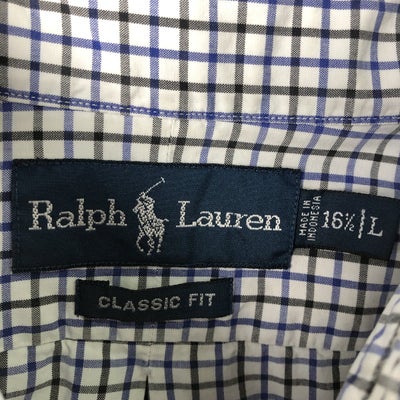 Ralph Lauren
MADE IN
INDONESIA
16½ L
CLASSIC FIT